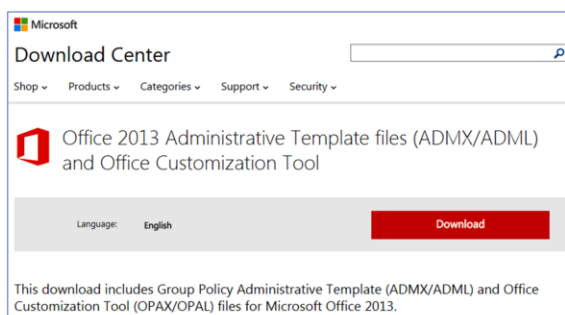 Microsoft
Download Center
Shop Products Categories Support Security
Office 2013 Administrative Template files (ADMX/ADML)
and Office Customization Tool
Language: English Download
This download includes Group Policy Administrative Template (ADMX/ADML) and Office
Customization Tool (OPAX/OPAL) files for Microsoft Office 2013.